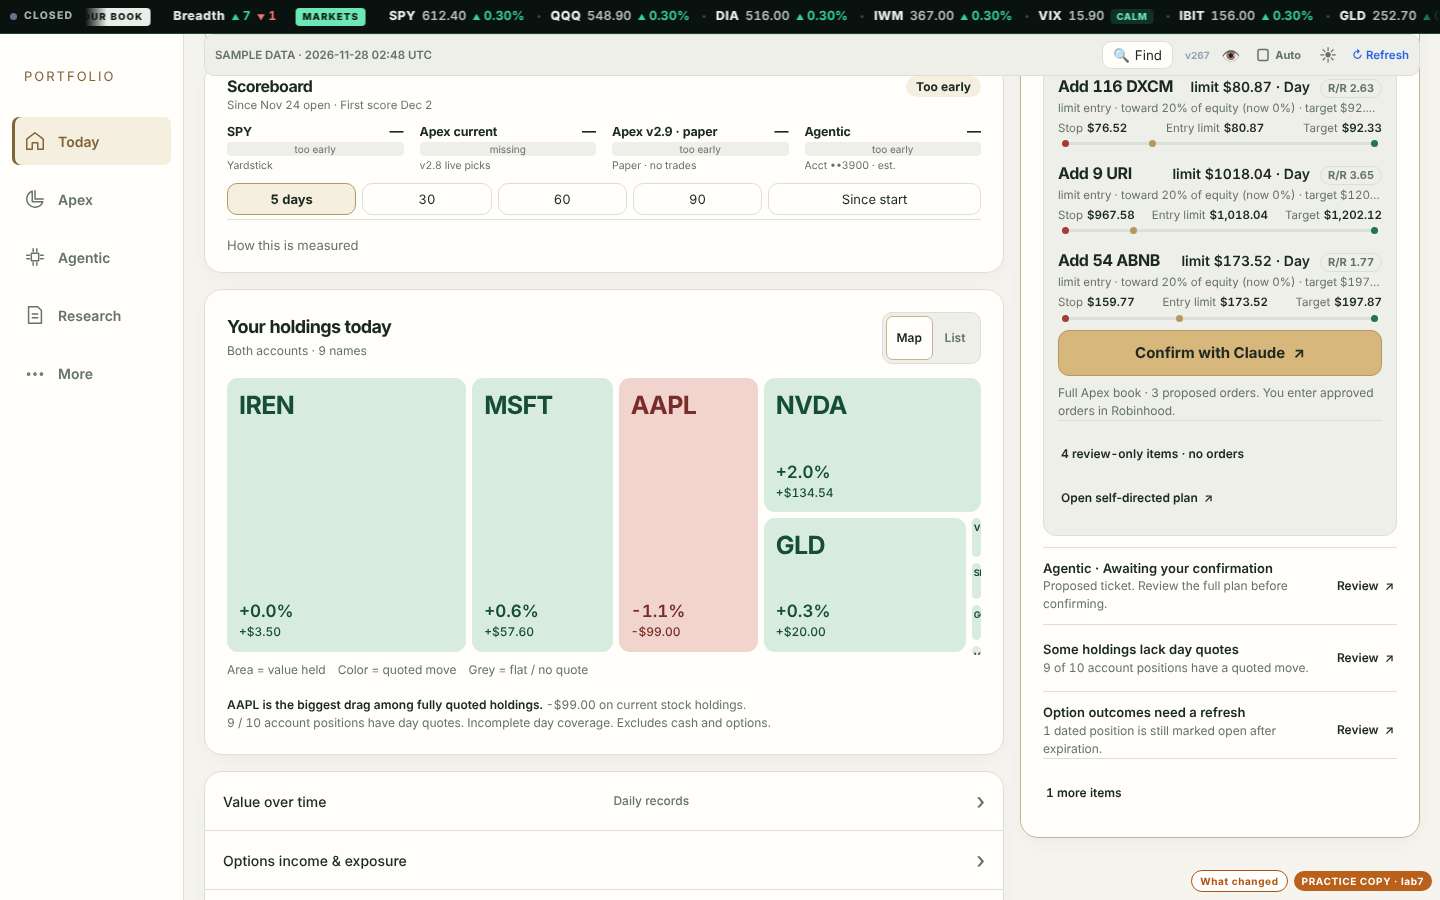 CLOSED
UR BOOK
Breadth ▲7 ▼1
MARKETS
SPY 612.40 ▲0.30% · QQQ 548.90 ▲0.30% · DIA 516.00 ▲0.30% · IWM 367.00 ▲0.30% · VIX 15.90 CALM · IBIT 156.00 ▲0.30% · GLD 252.70
PORTFOLIO
Today
Apex
Agentic
Research
More
SAMPLE DATA · 2026-11-28 02:48 UTC
Find
v267
Auto
Refresh
Scoreboard
Too early
Since Nov 24 open · First score Dec 2
SPY —
too early
Yardstick
Apex current —
missing
v2.8 live picks
Apex v2.9 · paper —
too early
Paper · no trades
Agentic —
too early
Acct ••3900 · est.
5 days
30
60
90
Since start
How this is measured
Your holdings today
Both accounts · 9 names
Map
List
IREN
+0.0%
+$3.50
MSFT
+0.6%
+$57.60
AAPL
-1.1%
-$99.00
NVDA
+2.0%
+$134.54
GLD
+0.3%
+$20.00
Area = value held Color = quoted move Grey = flat / no quote
AAPL is the biggest drag among fully quoted holdings. -$99.00 on current stock holdings.
9 / 10 account positions have day quotes. Incomplete day coverage. Excludes cash and options.
Value over time
Daily records
Options income & exposure
Add 116 DXCM limit $80.87 · Day R/R 2.63
limit entry · toward 20% of equity (now 0%) · target $92....
Stop $76.52 Entry limit $80.87 Target $92.33
Add 9 URI limit $1018.04 · Day R/R 3.65
limit entry · toward 20% of equity (now 0%) · target $120...
Stop $967.58 Entry limit $1,018.04 Target $1,202.12
Add 54 ABNB limit $173.52 · Day R/R 1.77
limit entry · toward 20% of equity (now 0%) · target $197...
Stop $159.77 Entry limit $173.52 Target $197.87
Confirm with Claude ↗
Full Apex book · 3 proposed orders. You enter approved
orders in Robinhood.
4 review-only items · no orders
Open self-directed plan ↗
Agentic · Awaiting your confirmation
Proposed ticket. Review the full plan before
confirming.
Review ↗
Some holdings lack day quotes
9 of 10 account positions have a quoted move.
Review ↗
Option outcomes need a refresh
1 dated position is still marked open after
expiration.
Review ↗
1 more items
What changed
PRACTICE COPY · lab7